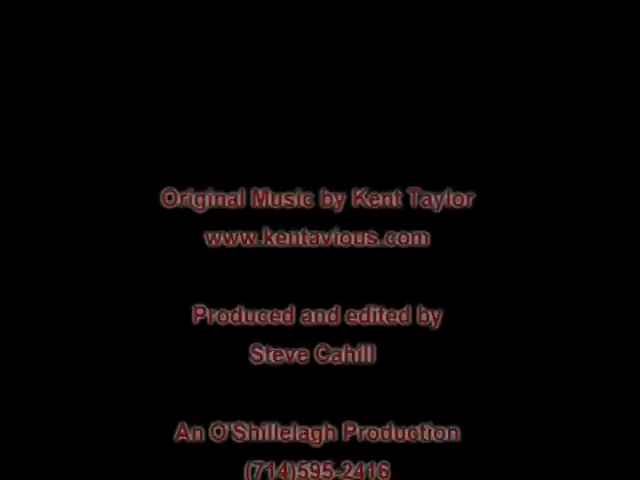 Original Music by Kent Taylor
www.kentavious.com
Produced and edited by
Steve Cahill
An O'Shillelagh Production
(714)595-2416